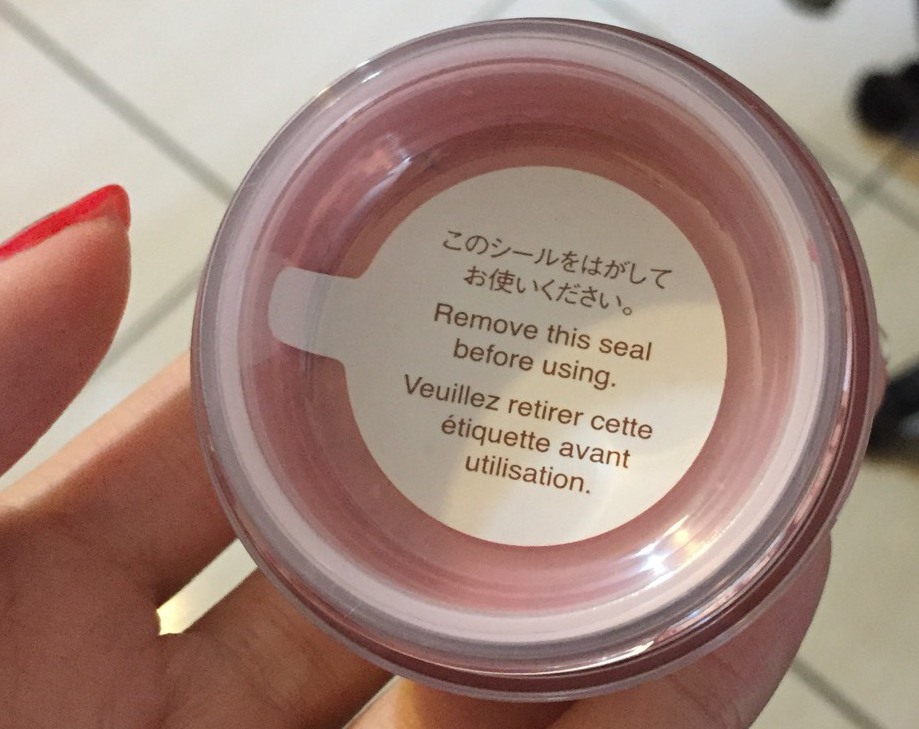 このシールをはがして
お使いください。
Remove this seal
before using.
Veuillez retirer cette
étiquette avant
utilisation.